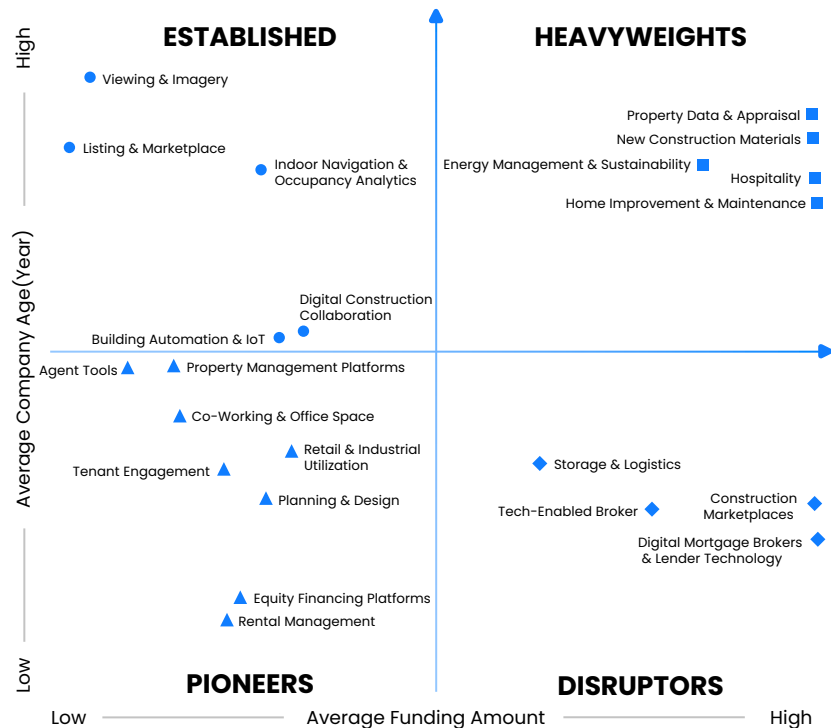 ESTABLISHED
HEAVYWEIGHTS
High
Viewing & Imagery
Property Data & Appraisal
New Construction Materials
Listing & Marketplace
Indoor Navigation &
Occupancy Analytics
Energy Management & Sustainability
Hospitality
Home Improvement & Maintenance
Average Company Age(Year)
Digital Construction
Collaboration
Building Automation & IoT
Agent Tools
Property Management Platforms
Co-Working & Office Space
Retail & Industrial
Utilization
Tenant Engagement
Planning & Design
Storage & Logistics
Tech-Enabled Broker
Construction
Marketplaces
Digital Mortgage Brokers
& Lender Technology
Equity Financing Platforms
Rental Management
Low
PIONEERS
DISRUPTORS
Low
Average Funding Amount
High